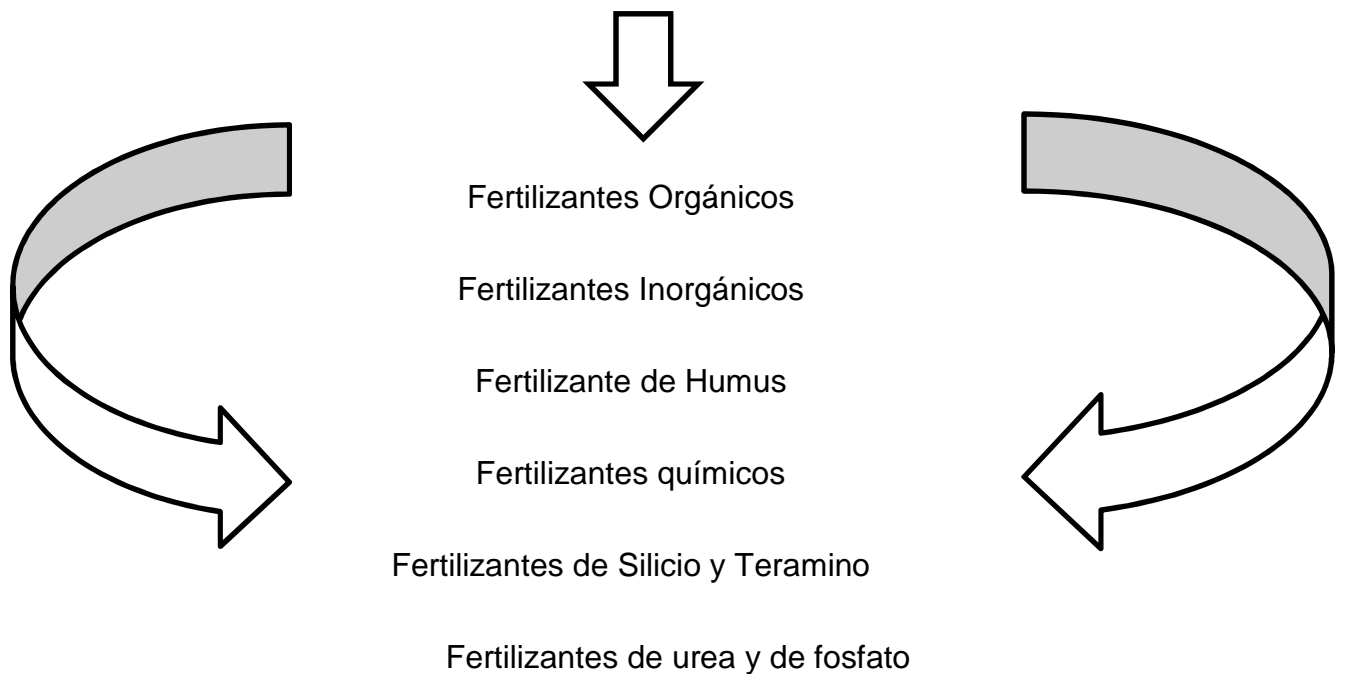 Fertilizantes Orgánicos
Fertilizantes Inorgánicos
Fertilizante de Humus
Fertilizantes químicos
Fertilizantes de Silicio y Teramino
Fertilizantes de urea y de fosfato